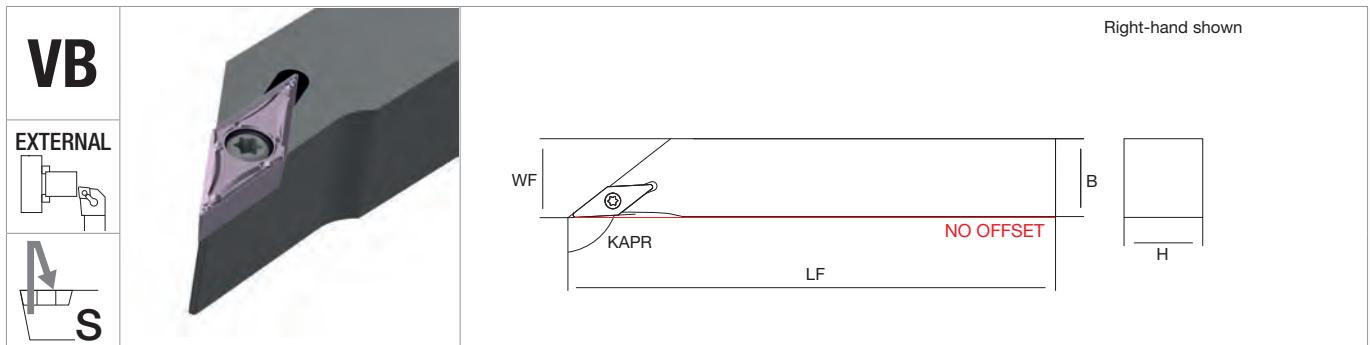 VB
EXTERNAL
S
Right-hand shown
WF
B
KAPR
NO OFFSET
H
LF